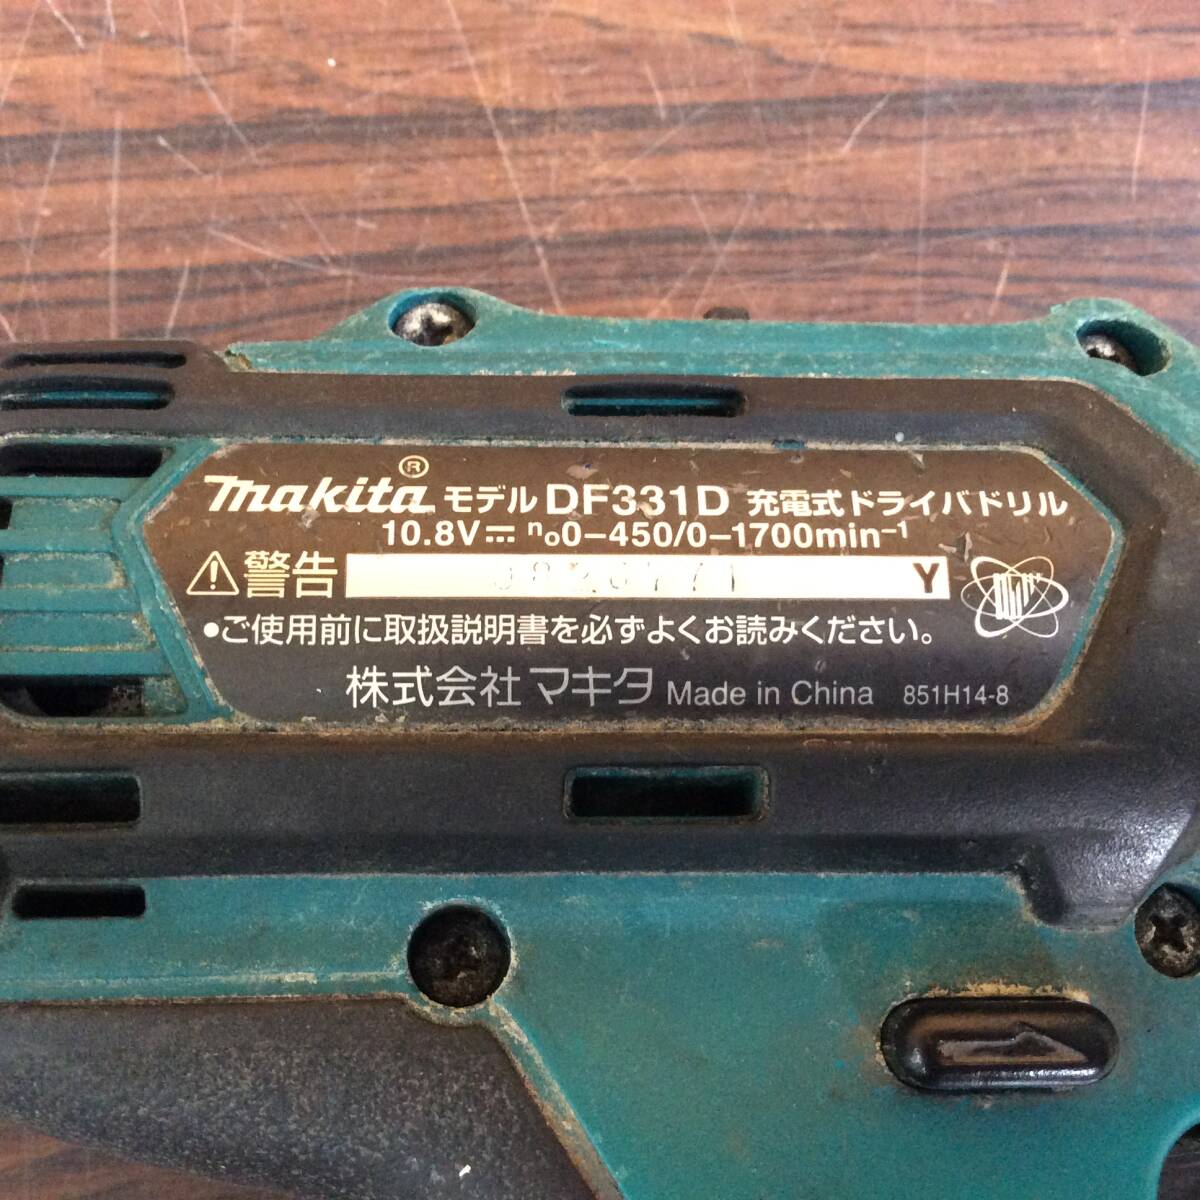 makita® モデル DF331D 充電式ドライバドリル
10.8V⎓ n₀0-450/0-1700min⁻¹
⚠警告 Y
●ご使用前に取扱説明書を必ずよくお読みください。
株式会社マキタ Made in China 851H14-8